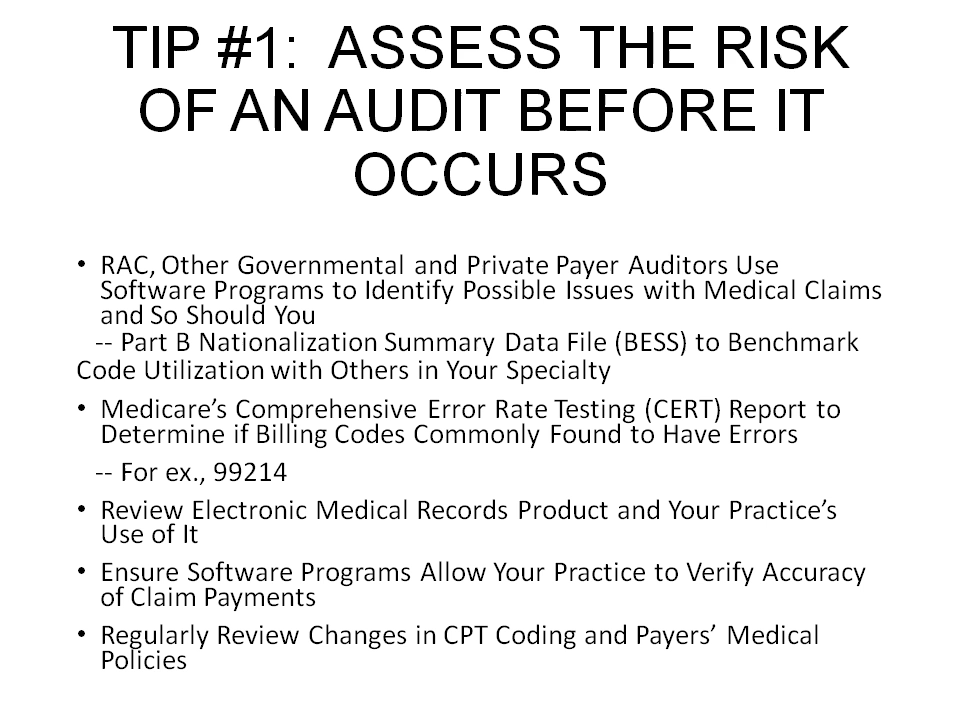 TIP #1: ASSESS THE RISK
OF AN AUDIT BEFORE IT
OCCURS
• RAC, Other Governmental and Private Payer Auditors Use
Software Programs to Identify Possible Issues with Medical Claims
and So Should You
-- Part B Nationalization Summary Data File (BESS) to Benchmark
Code Utilization with Others in Your Specialty
• Medicare’s Comprehensive Error Rate Testing (CERT) Report to
Determine if Billing Codes Commonly Found to Have Errors
-- For ex., 99214
• Review Electronic Medical Records Product and Your Practice’s
Use of It
• Ensure Software Programs Allow Your Practice to Verify Accuracy
of Claim Payments
• Regularly Review Changes in CPT Coding and Payers’ Medical
Policies